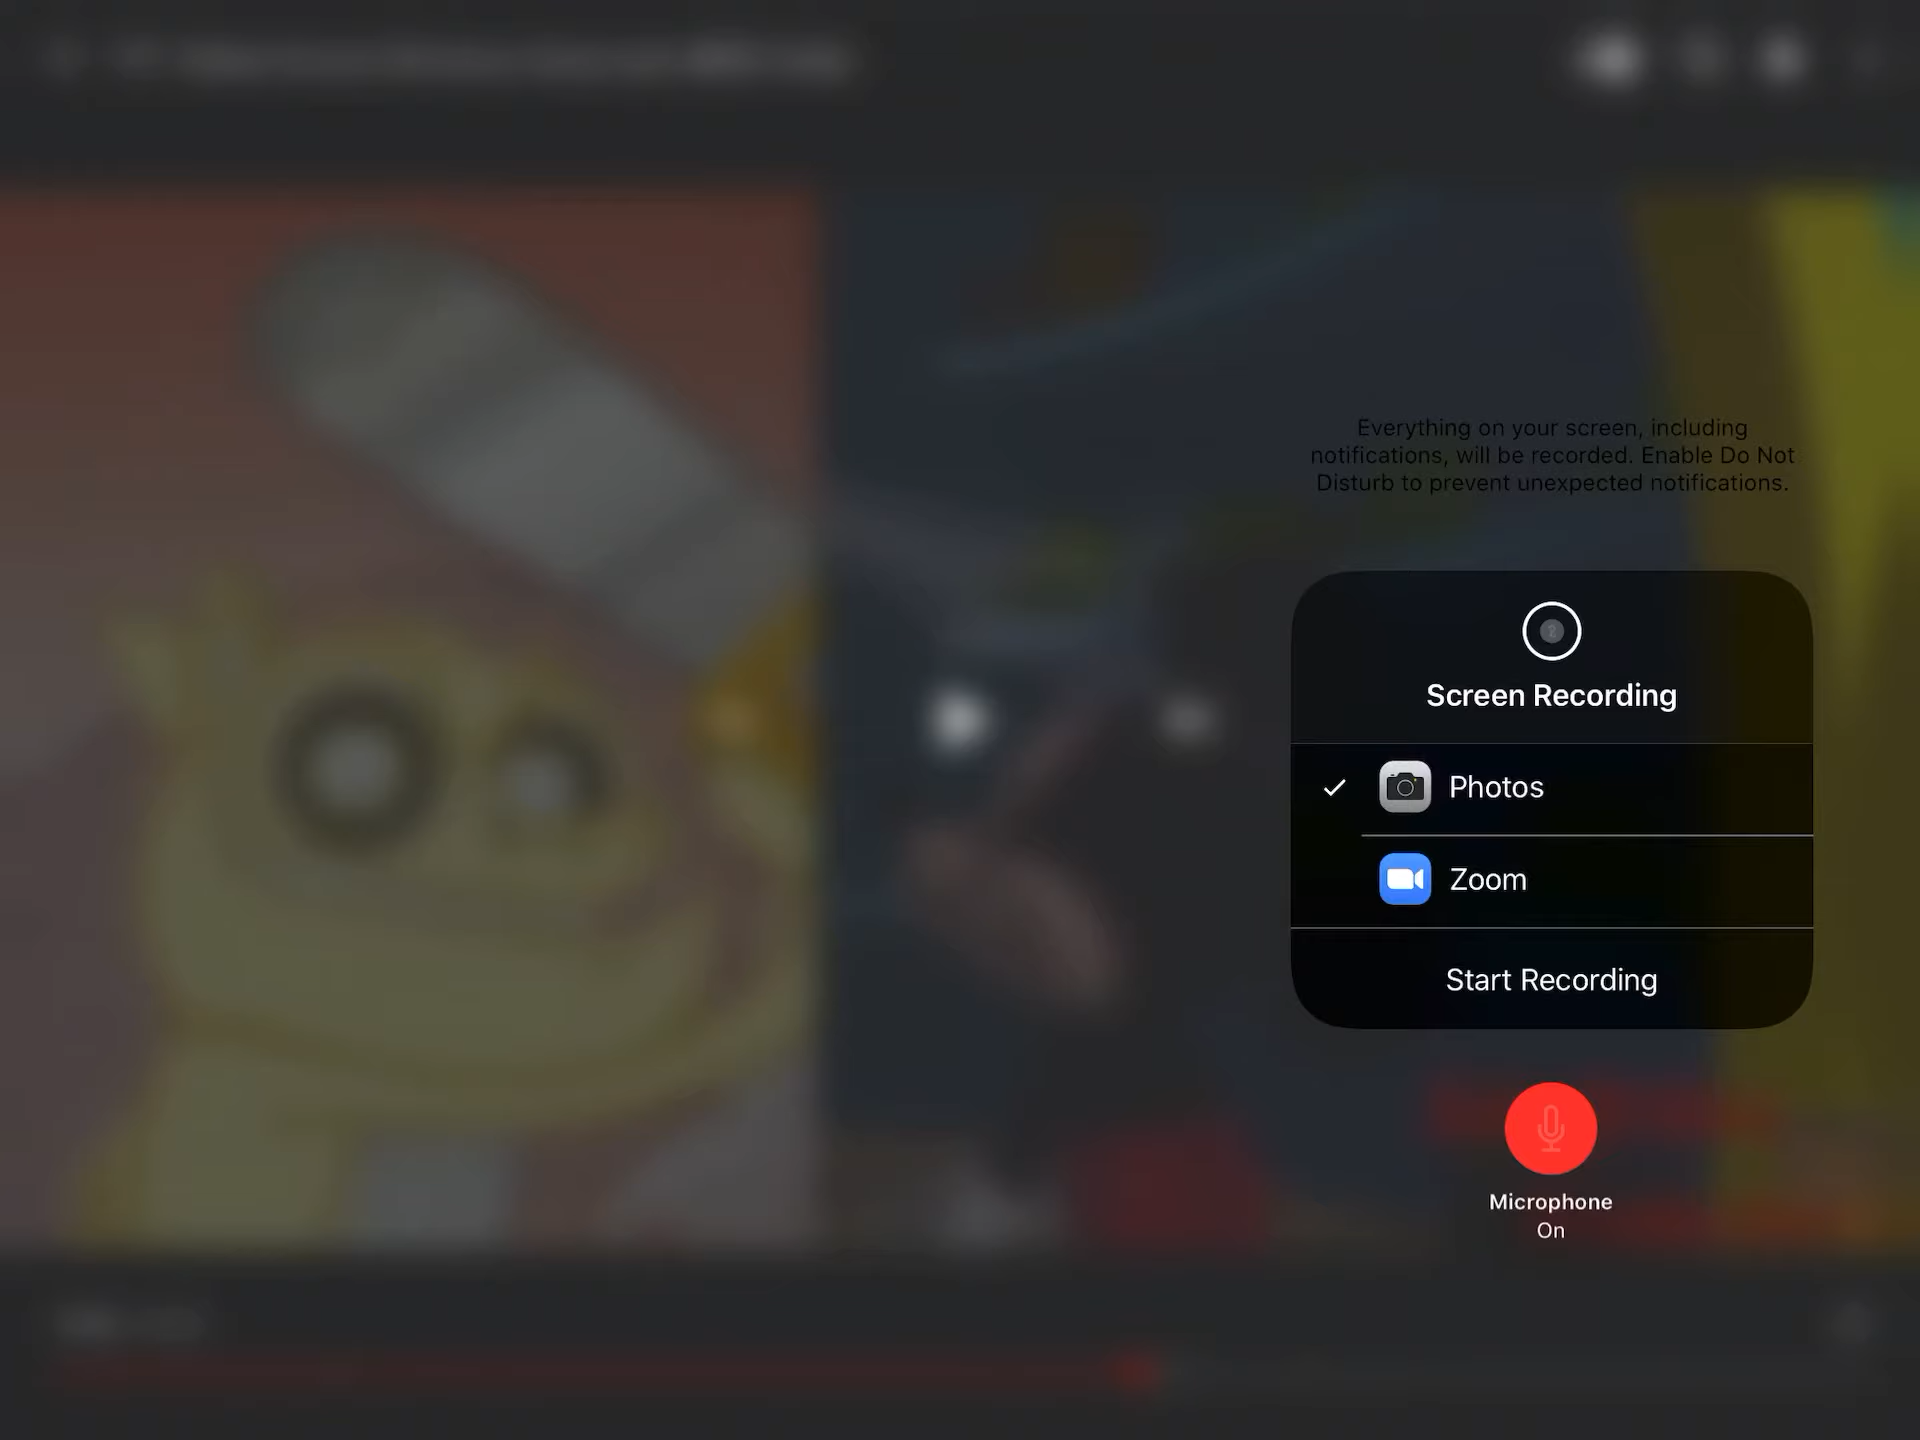 Everything on your screen, including
notifications, will be recorded. Enable Do Not
Disturb to prevent unexpected notifications.
Screen Recording
Photos
Zoom
Start Recording
Microphone
On